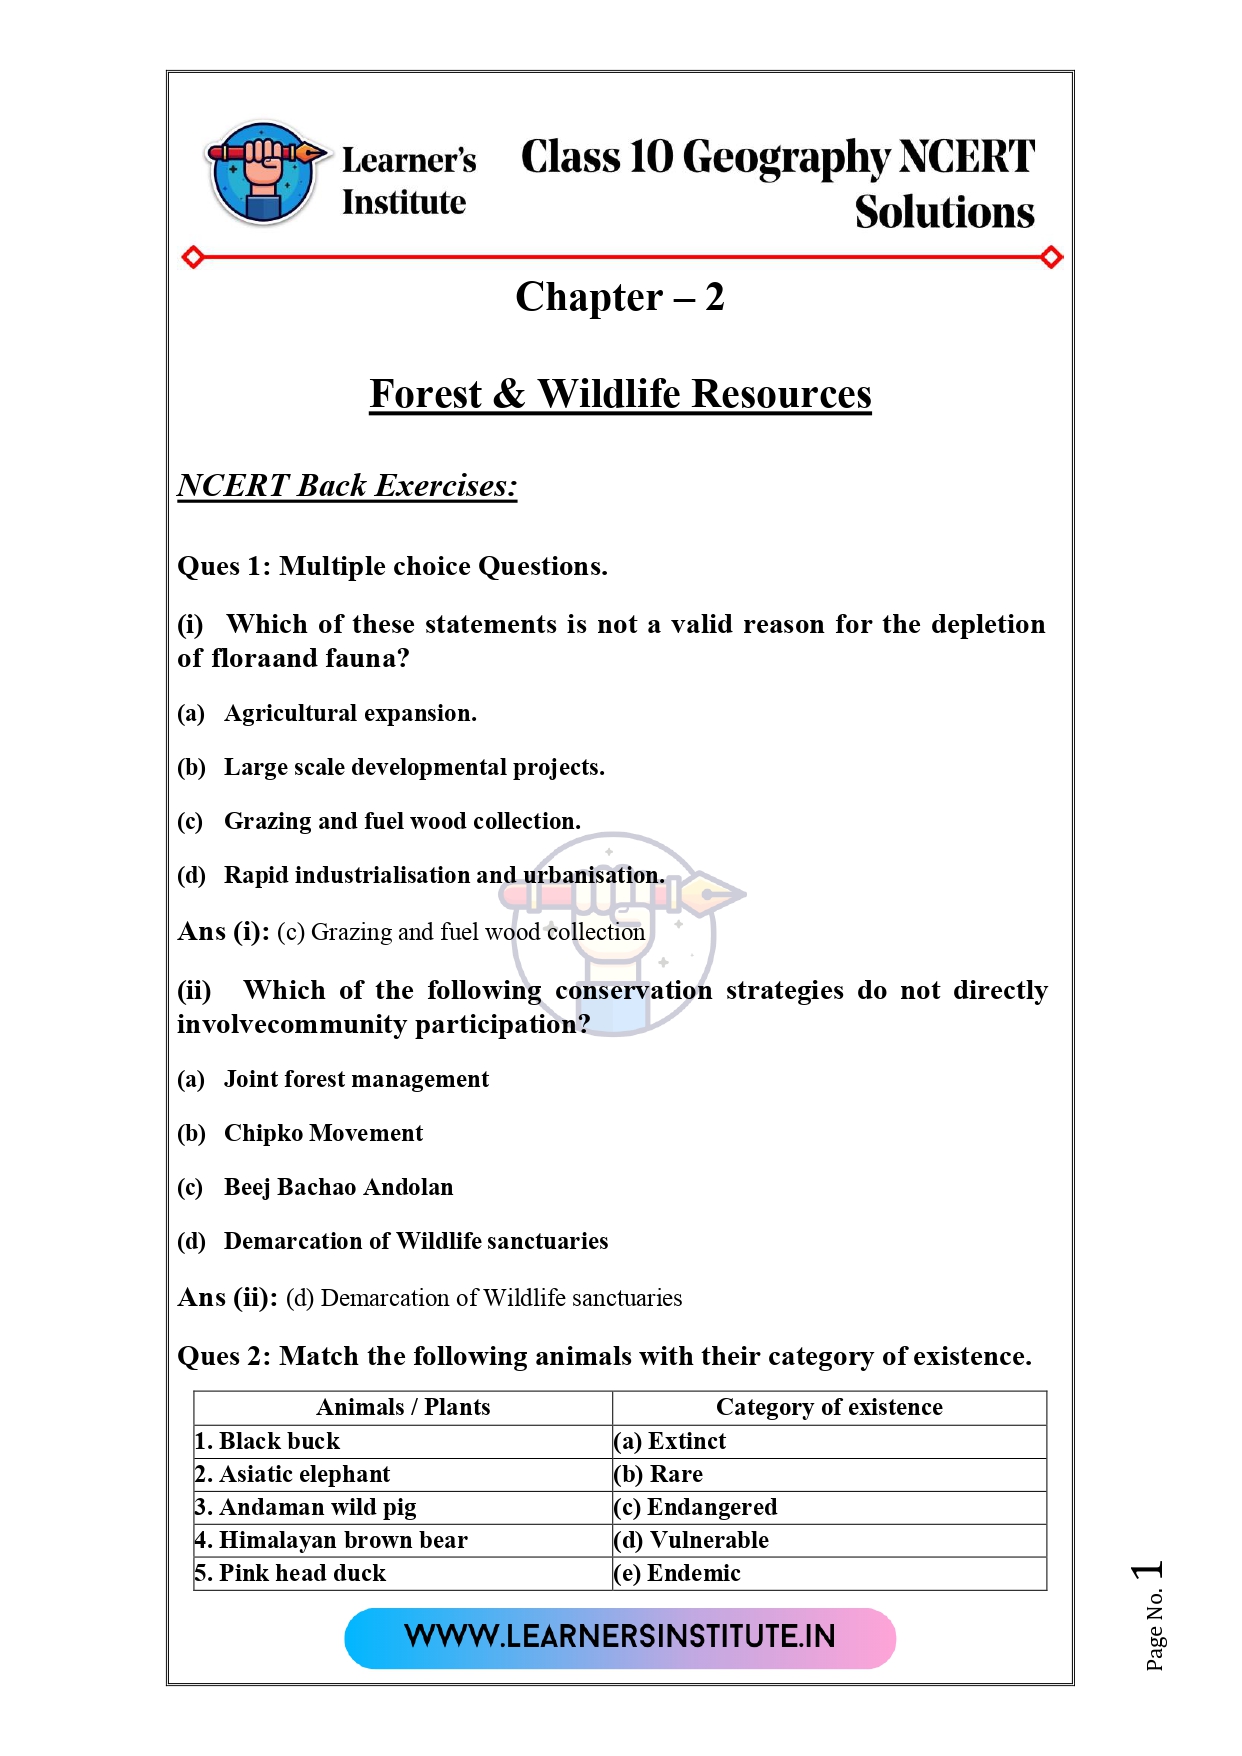 Learner's
Institute
Class 10 Geography NCERT
Solutions
Chapter – 2
Forest & Wildlife Resources
NCERT Back Exercises:
Ques 1: Multiple choice Questions.
(i) Which of these statements is not a valid reason for the depletion
of floraand fauna?
(a) Agricultural expansion.
(b) Large scale developmental projects.
(c) Grazing and fuel wood collection.
(d) Rapid industrialisation and urbanisation.
Ans (i): (c) Grazing and fuel wood collection
(ii) Which of the following conservation strategies do not directly
involvecommunity participation?
(a) Joint forest management
(b) Chipko Movement
(c) Beej Bachao Andolan
(d) Demarcation of Wildlife sanctuaries
Ans (ii): (d) Demarcation of Wildlife sanctuaries
Ques 2: Match the following animals with their category of existence.
Animals / Plants Category of existence
1. Black buck (a) Extinct
2. Asiatic elephant (b) Rare
3. Andaman wild pig (c) Endangered
4. Himalayan brown bear (d) Vulnerable
5. Pink head duck (e) Endemic
WWW.LEARNERSINSTITUTE.IN
Page No. 1